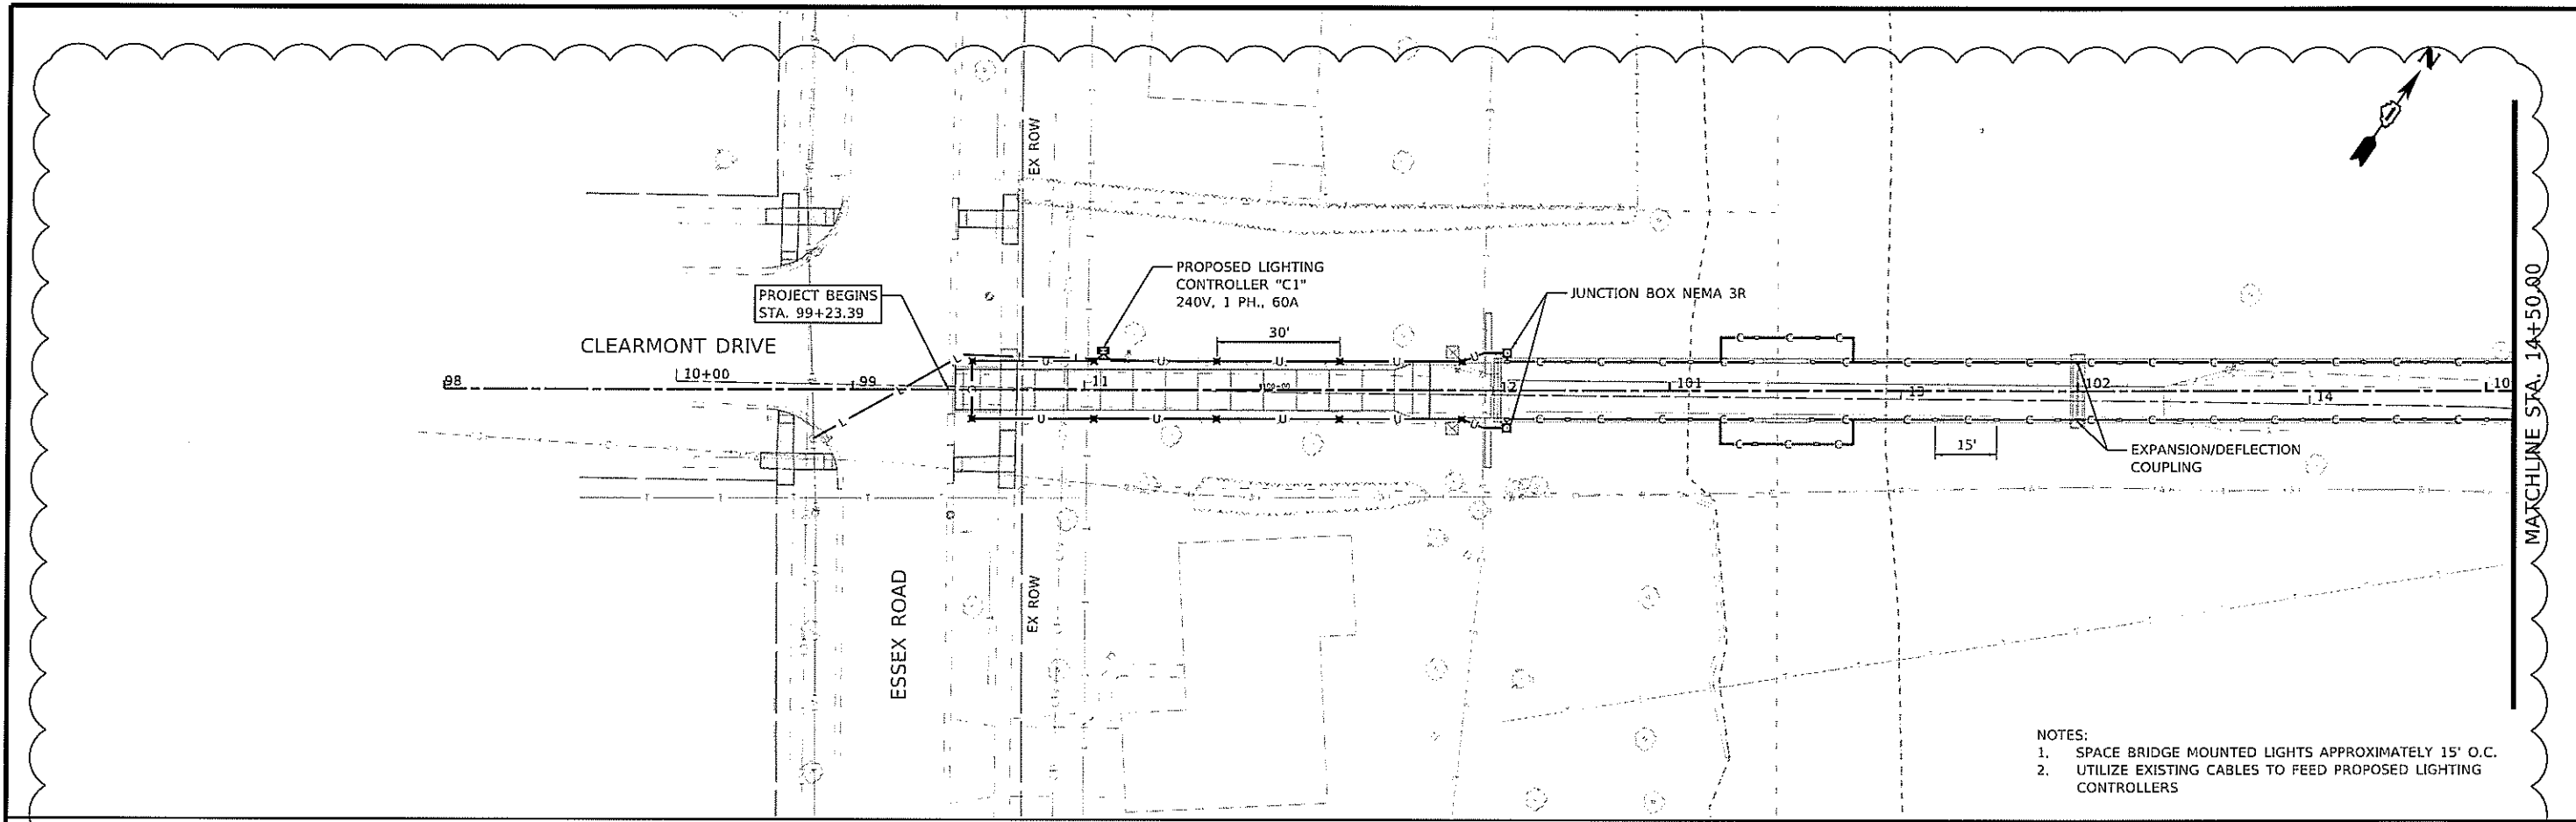 N
EX ROW
PROPOSED LIGHTING
CONTROLLER "C1"
240V, 1 PH., 60A
PROJECT BEGINS
STA. 99+23.39
JUNCTION BOX NEMA 3R
30'
CLEARMONT DRIVE
98
10+00
99
11
12
101
13
102
14
10
15'
EXPANSION/DEFLECTION
COUPLING
MATCHLINE STA. 14+50.00
ESSEX ROAD
EX ROW
NOTES:
1. SPACE BRIDGE MOUNTED LIGHTS APPROXIMATELY 15' O.C.
2. UTILIZE EXISTING CABLES TO FEED PROPOSED LIGHTING
CONTROLLERS